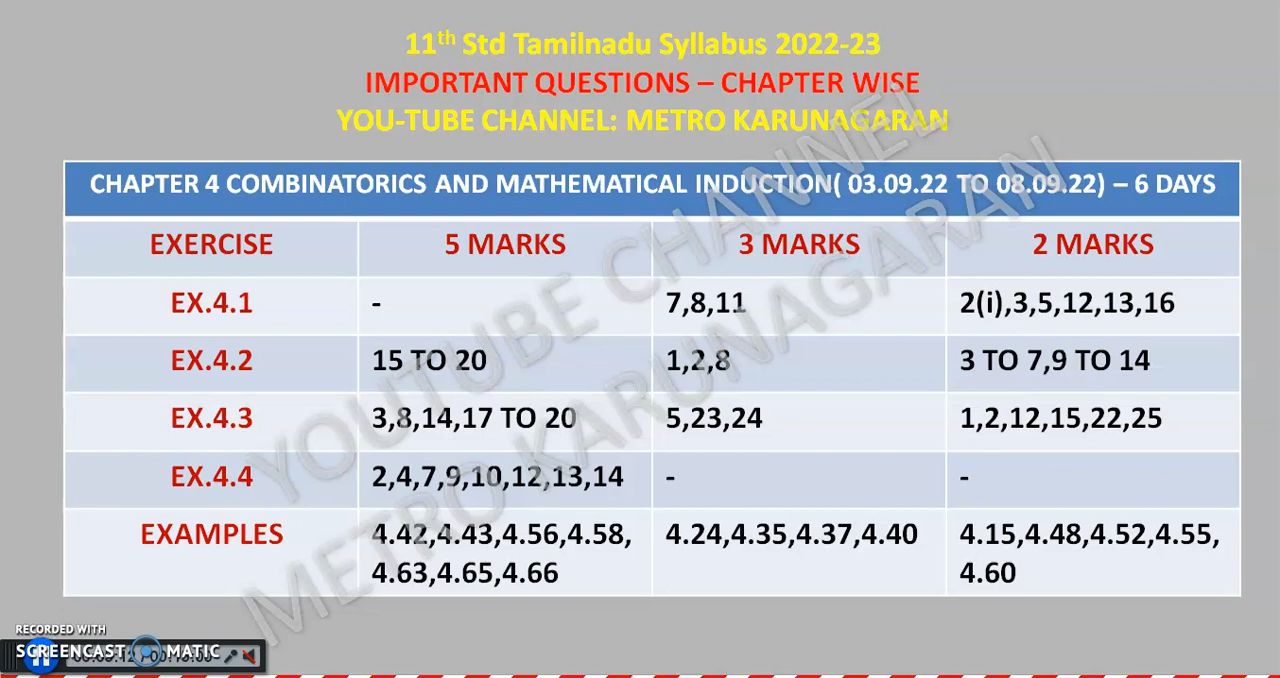 11th Std Tamilnadu Syllabus 2022-23
IMPORTANT QUESTIONS – CHAPTER WISE
YOU-TUBE CHANNEL: METRO KARUNAGARAN
CHAPTER 4 COMBINATORICS AND MATHEMATICAL INDUCTION( 03.09.22 TO 08.09.22) – 6 DAYS
EXERCISE 5 MARKS 3 MARKS 2 MARKS
EX.4.1 - 7,8,11 2(i),3,5,12,13,16
EX.4.2 15 TO 20 1,2,8 3 TO 7,9 TO 14
EX.4.3 3,8,14,17 TO 20 5,23,24 1,2,12,15,22,25
EX.4.4 2,4,7,9,10,12,13,14 - -
EXAMPLES 4.42,4.43,4.56,4.58, 4.24,4.35,4.37,4.40 4.15,4.48,4.52,4.55,
4.63,4.65,4.66 4.60
YOUTUBE CHANNEL
METRO KARUNAGARAN
RECORDED WITH
SCREENCAST MATIC